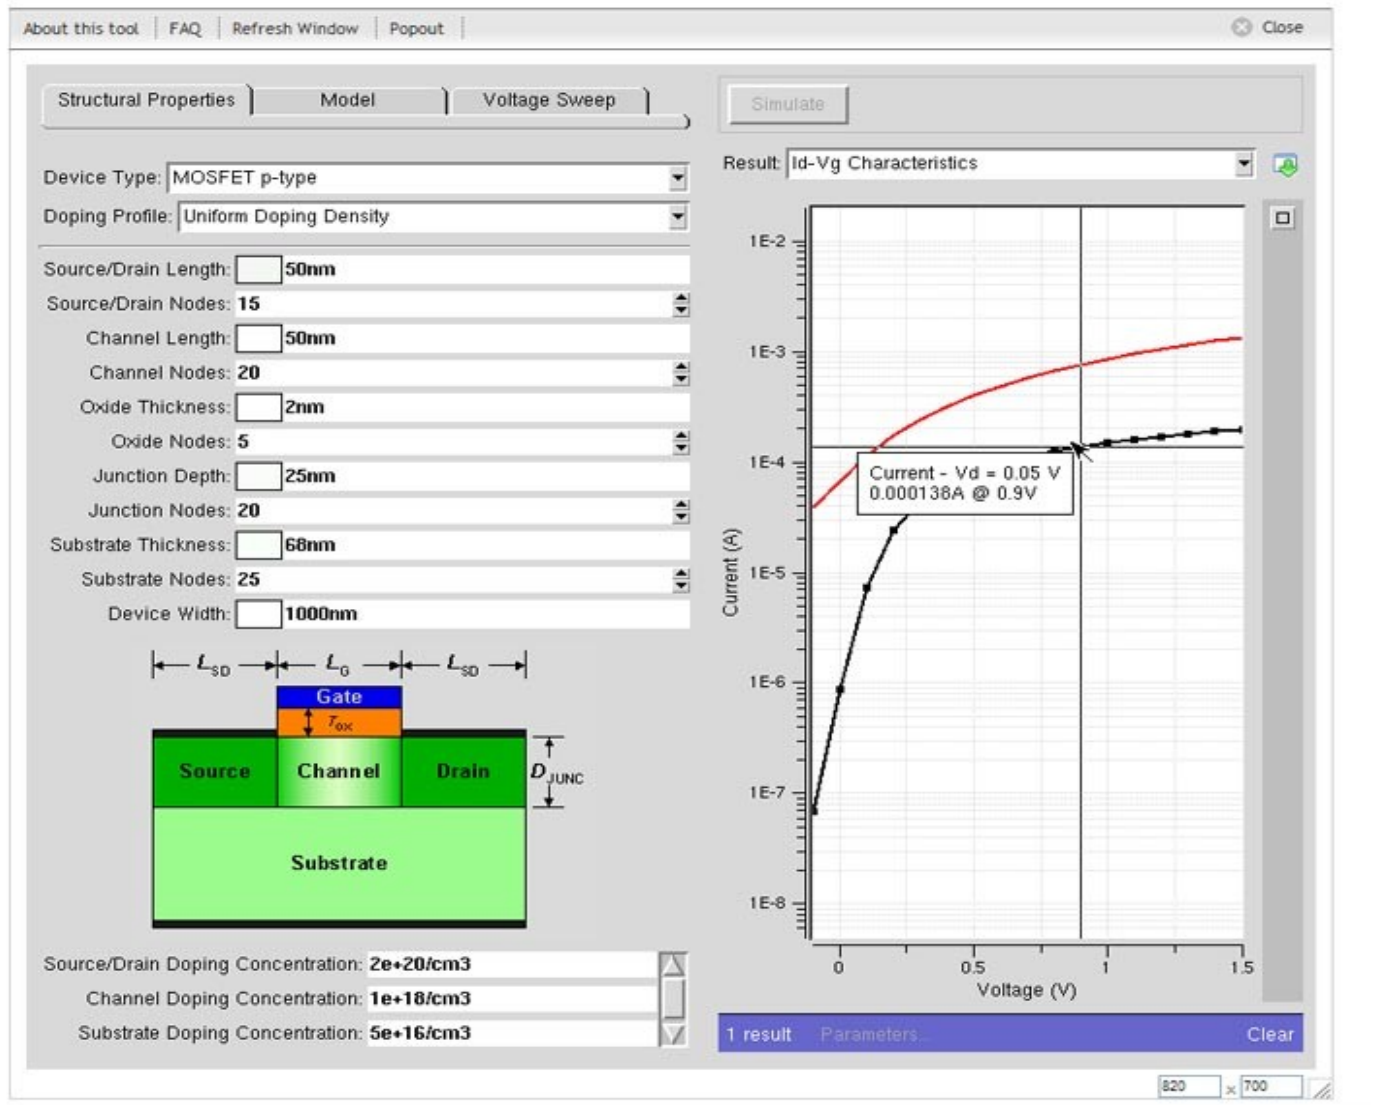 About this tool FAQ Refresh Window Popout Close
Structural Properties Model Voltage Sweep
Device Type: MOSFET p-type
Doping Profile: Uniform Doping Density
Source/Drain Length: 50nm
Source/Drain Nodes: 15
Channel Length: 50nm
Channel Nodes: 20
Oxide Thickness: 2nm
Oxide Nodes: 5
Junction Depth: 25nm
Junction Nodes: 20
Substrate Thickness: 68nm
Substrate Nodes: 25
Device Width: 1000nm
LSD LG LSD
Gate
Tox
Source Channel Drain DJUNC
Substrate
Source/Drain Doping Concentration: 2e+20/cm3
Channel Doping Concentration: 1e+18/cm3
Substrate Doping Concentration: 5e+16/cm3
Simulate
Result: Id-Vg Characteristics
1E-2
1E-3
1E-4
1E-5
1E-6
1E-7
1E-8
Current (A)
Current - Vd = 0.05 V
0.000138A @ 0.9V
0 0.5 1 1.5
Voltage (V)
1 result Parameters... Clear
820 x 700